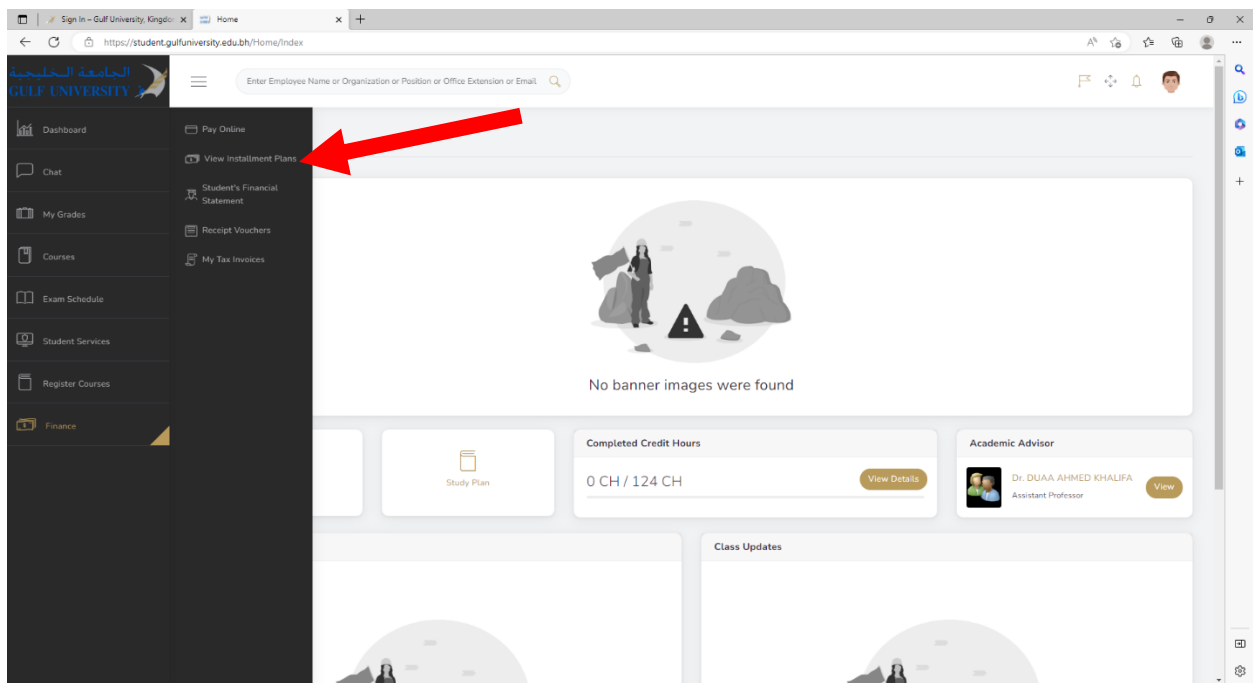 Sign In – Gulf University, Kingdo
Home
https://student.gulfuniversity.edu.bh/Home/Index
الجامعة الخليجية
GULF UNIVERSITY
Enter Employee Name or Organization or Position or Office Extension or Email
Dashboard
Chat
My Grades
Courses
Exam Schedule
Student Services
Register Courses
Finance
Pay Online
View Installment Plans
Student's Financial
Statement
Receipt Vouchers
My Tax Invoices
No banner images were found
Study Plan
Completed Credit Hours
0 CH / 124 CH
View Details
Academic Advisor
Dr. DUAA AHMED KHALIFA
Assistant Professor
View
Class Updates